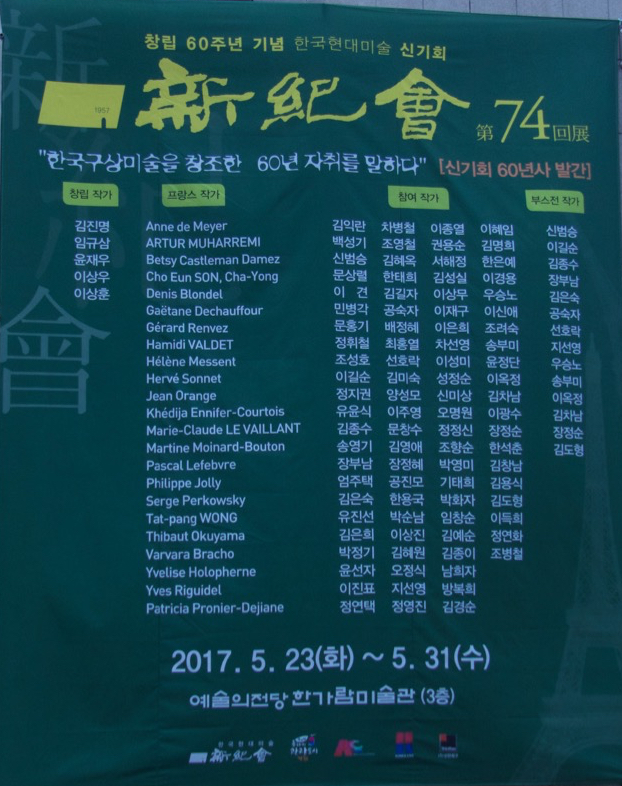 창립 60주년 기념 한국현대미술 신기회
1957
新紀會 第74回展
"한국구상미술을 창조한 60년 자취를 말하다" [신기회 60년사 발간]
창립 작가
김진명
임규삼
윤재우
이상우
이상훈
프랑스 작가
Anne de Meyer
ARTUR MUHARREMI
Betsy Castleman Damez
Cho Eun SON, Cha-Yong
Denis Blondel
Gaëtane Dechauffour
Gérard Renvez
Hamidi VALDET
Hélène Messent
Hervé Sonnet
Jean Orange
Khédija Ennifer-Courtois
Marie-Claude LE VAILLANT
Martine Moinard-Bouton
Pascal Lefebvre
Philippe Jolly
Serge Perkowsky
Tat-pang WONG
Thibaut Okuyama
Varvara Bracho
Yvelise Holopherne
Yves Riguidel
Patricia Pronier-Dejiane
참여 작가
김익란 차병철 이종열 이혜임
백성기 조영철 권용순 김명희
신범승 김혜옥 서해정 한은예
문상렬 한태희 김성실 이경용
이 견 김길자 이상무 우승노
민병각 공숙자 이재구 이신애
문홍기 배정혜 이은희 조려숙
정휘철 최홍열 차선영 송부미
조성호 선호락 이성미 윤정단
이길순 김미숙 성정순 이옥정
정지권 양성모 신미상 김차남
유윤식 이주영 오명원 이광수
김종수 문창수 정정신 장정순
송영기 김영애 조향순 한석춘
장부남 장정혜 박영미 김창남
엄주택 공진모 기태희 김용식
김은숙 한용국 박화자 김도형
유진선 박순남 임창순 이득희
김은희 이상진 김예순 정연화
박정기 김혜원 김종이 조병철
윤선자 오정식 남희자
이진표 지선영 방복희
정연택 정영진 김경순
부스전 작가
신범승
이길순
김종수
장부남
김은숙
공숙자
선호락
지선영
우승노
송부미
이옥정
김차남
장정순
김도형
2017. 5. 23(화) ~ 5. 31(수)
예술의전당 한가람미술관 (3층)
한국현대미술
新紀會